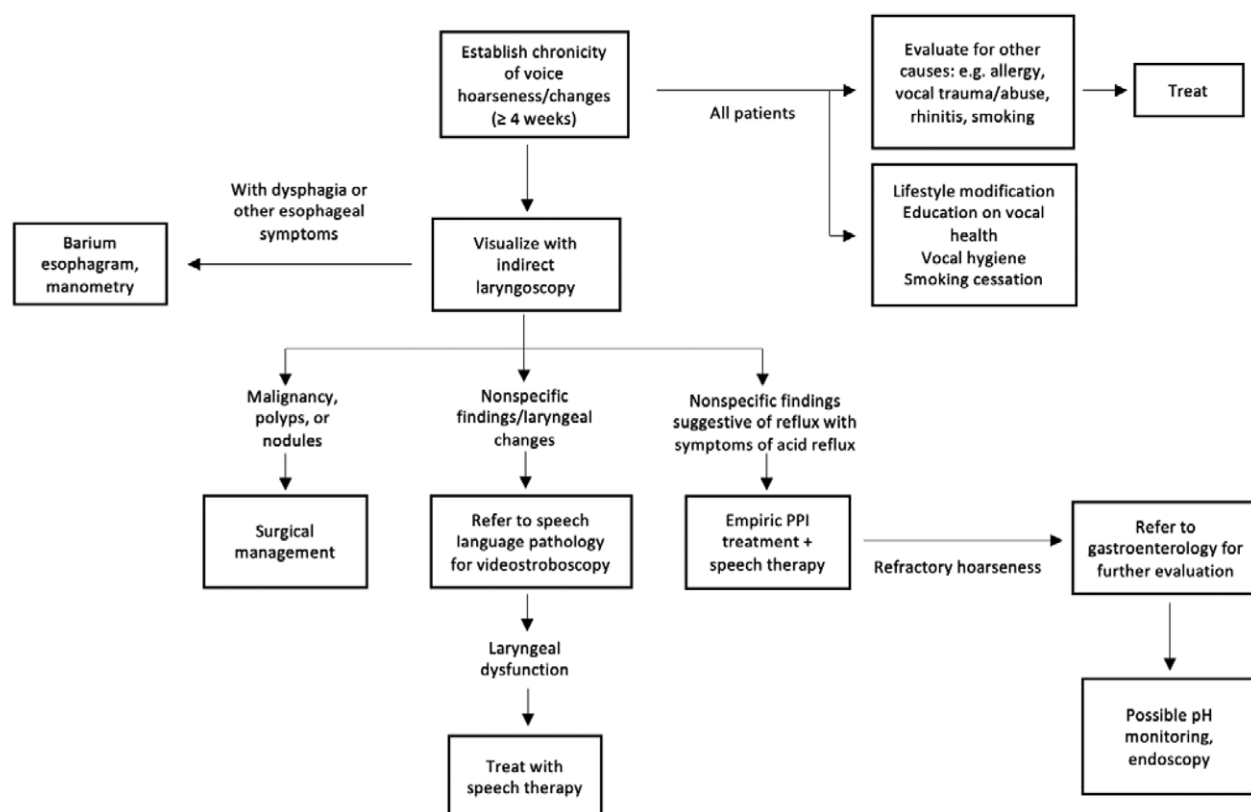 Establish chronicity
of voice
hoarseness/changes
(≥ 4 weeks)
All patients
Evaluate for other
causes: e.g. allergy,
vocal trauma/abuse,
rhinitis, smoking
Treat
Lifestyle modification
Education on vocal
health
Vocal hygiene
Smoking cessation
With dysphagia or
other esophageal
symptoms
Barium
esophagram,
manometry
Visualize with
indirect
laryngoscopy
Malignancy,
polyps, or
nodules
Nonspecific
findings/laryngeal
changes
Nonspecific findings
suggestive of reflux with
symptoms of acid reflux
Surgical
management
Refer to speech
language pathology
for videostroboscopy
Empiric PPI
treatment +
speech therapy
Refractory hoarseness
Refer to
gastroenterology for
further evaluation
Laryngeal
dysfunction
Treat with
speech therapy
Possible pH
monitoring,
endoscopy